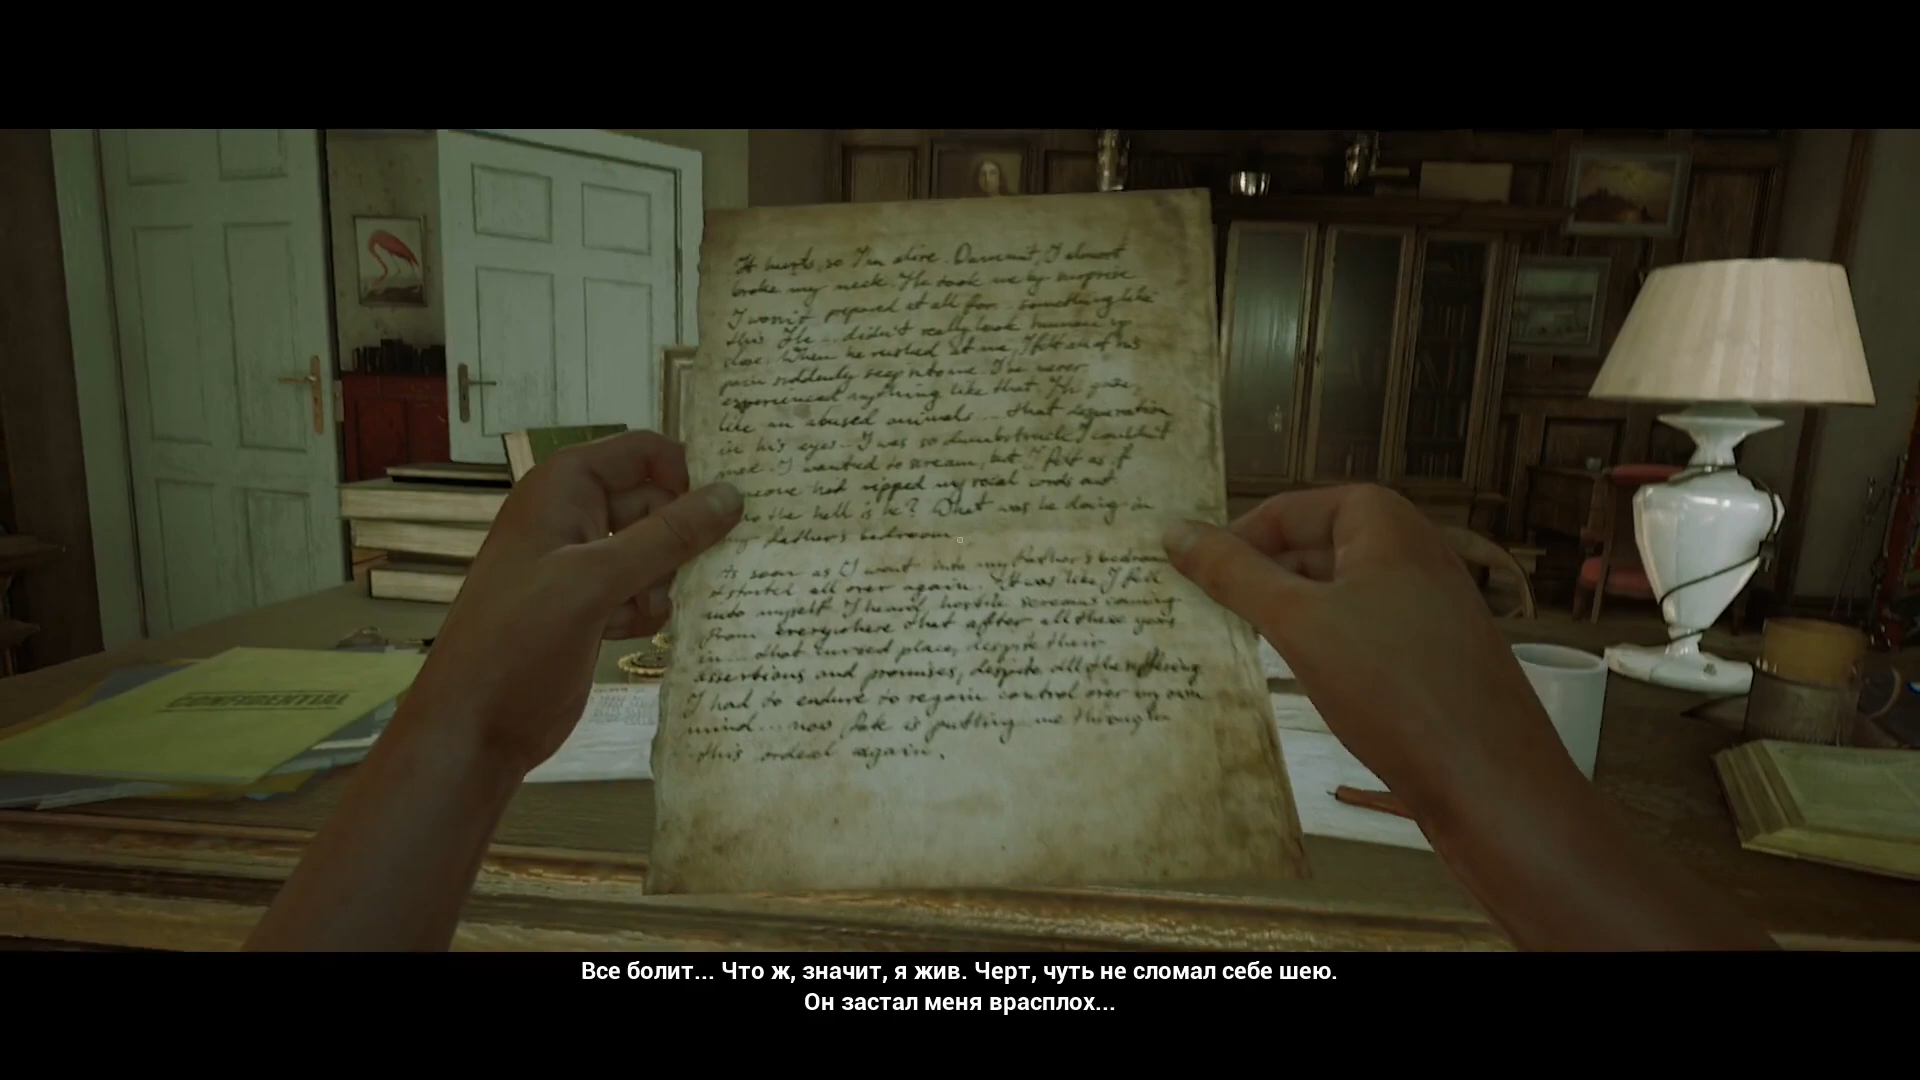 It hurts, so I'm alive. Dammit, I almost
broke my neck. He took me by surprise
I wasn't prepared at all for... something like
this. He... didn't really look human up
close. When he rushed at me, I felt all of his
pain suddenly seep into me. I've never
experienced anything like that. His gaze,
like an abused animal's... that desperation
in his eyes... I was so dumbstruck I couldn't
move. I wanted to scream, but I felt as if
someone had ripped my vocal cords out.
Who the hell is he? What was he doing in
my father's bedroom.
As soon as I went into my father's bedroom
it started all over again. It was like I fell
into myself. I heard hostile screams coming
from everywhere that after all these years
in... that cursed place, despite their
assertions and promises, despite all the suffering
I had to endure to regain control over my own
mind... now fate is putting me through
this ordeal again.
CONFIDENTIAL
Все болит... Что ж, значит, я жив. Черт, чуть не сломал себе шею.
Он застал меня врасплох...